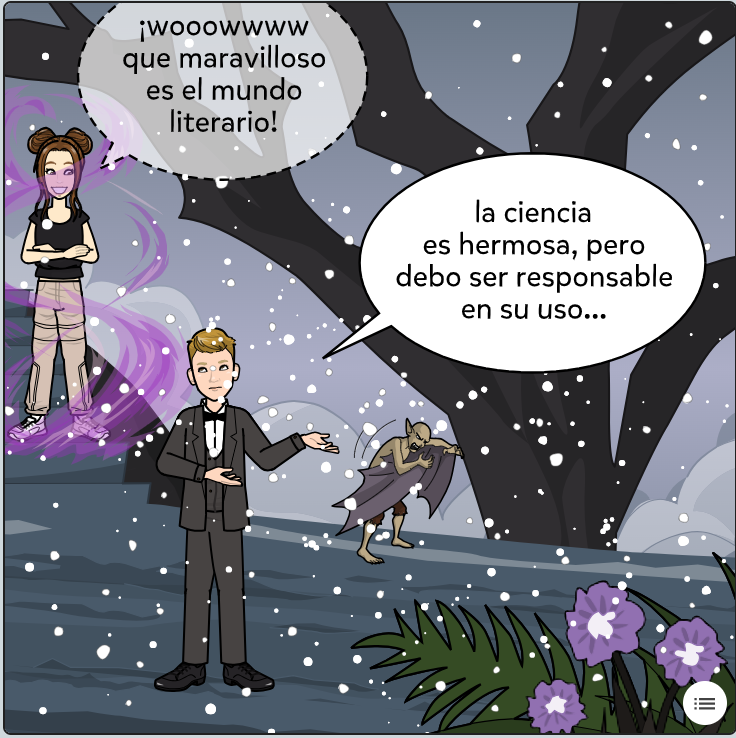 ¡wooowwww
que maravilloso
es el mundo
literario!
la ciencia
es hermosa, pero
debo ser responsable
en su uso...